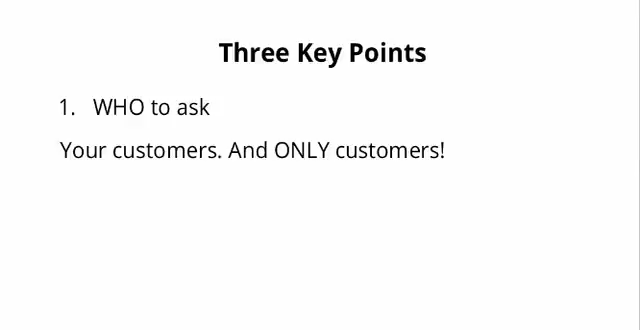 Three Key Points
1. WHO to ask
Your customers. And ONLY customers!